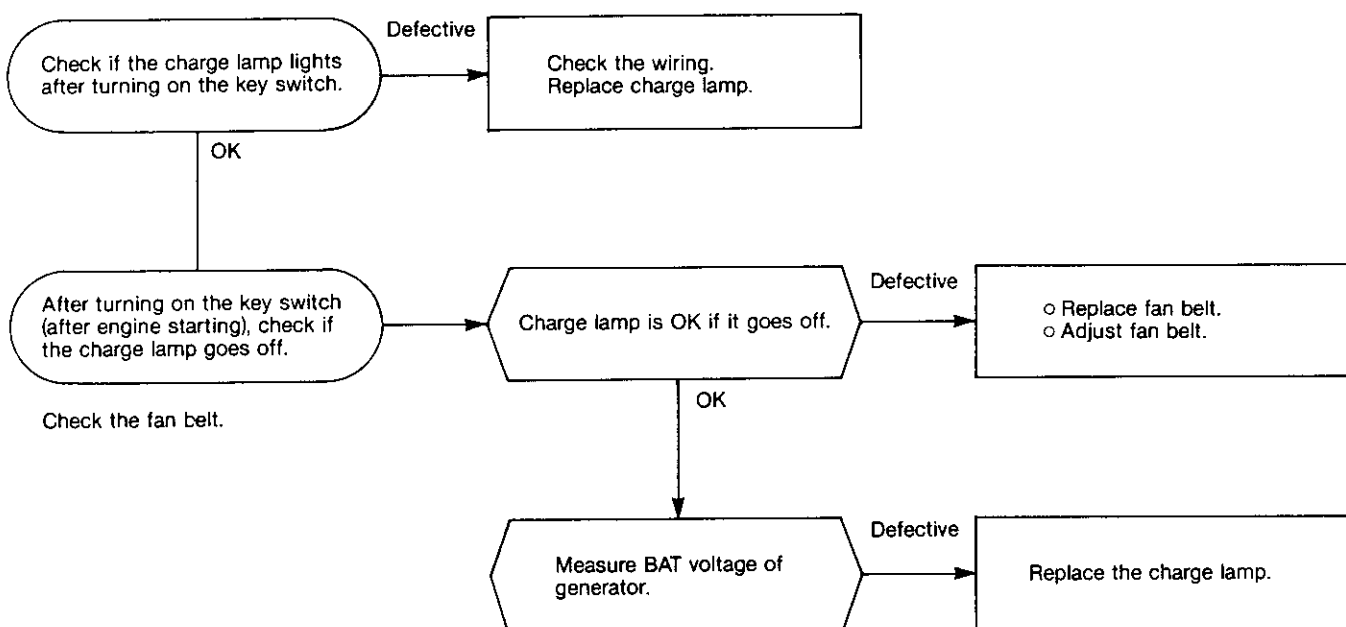 Defective
Check if the charge lamp lights
after turning on the key switch.
Check the wiring.
Replace charge lamp.
OK
After turning on the key switch
(after engine starting), check if
the charge lamp goes off.
Charge lamp is OK if it goes off.
Defective
○ Replace fan belt.
○ Adjust fan belt.
Check the fan belt.
OK
Measure BAT voltage of
generator.
Defective
Replace the charge lamp.